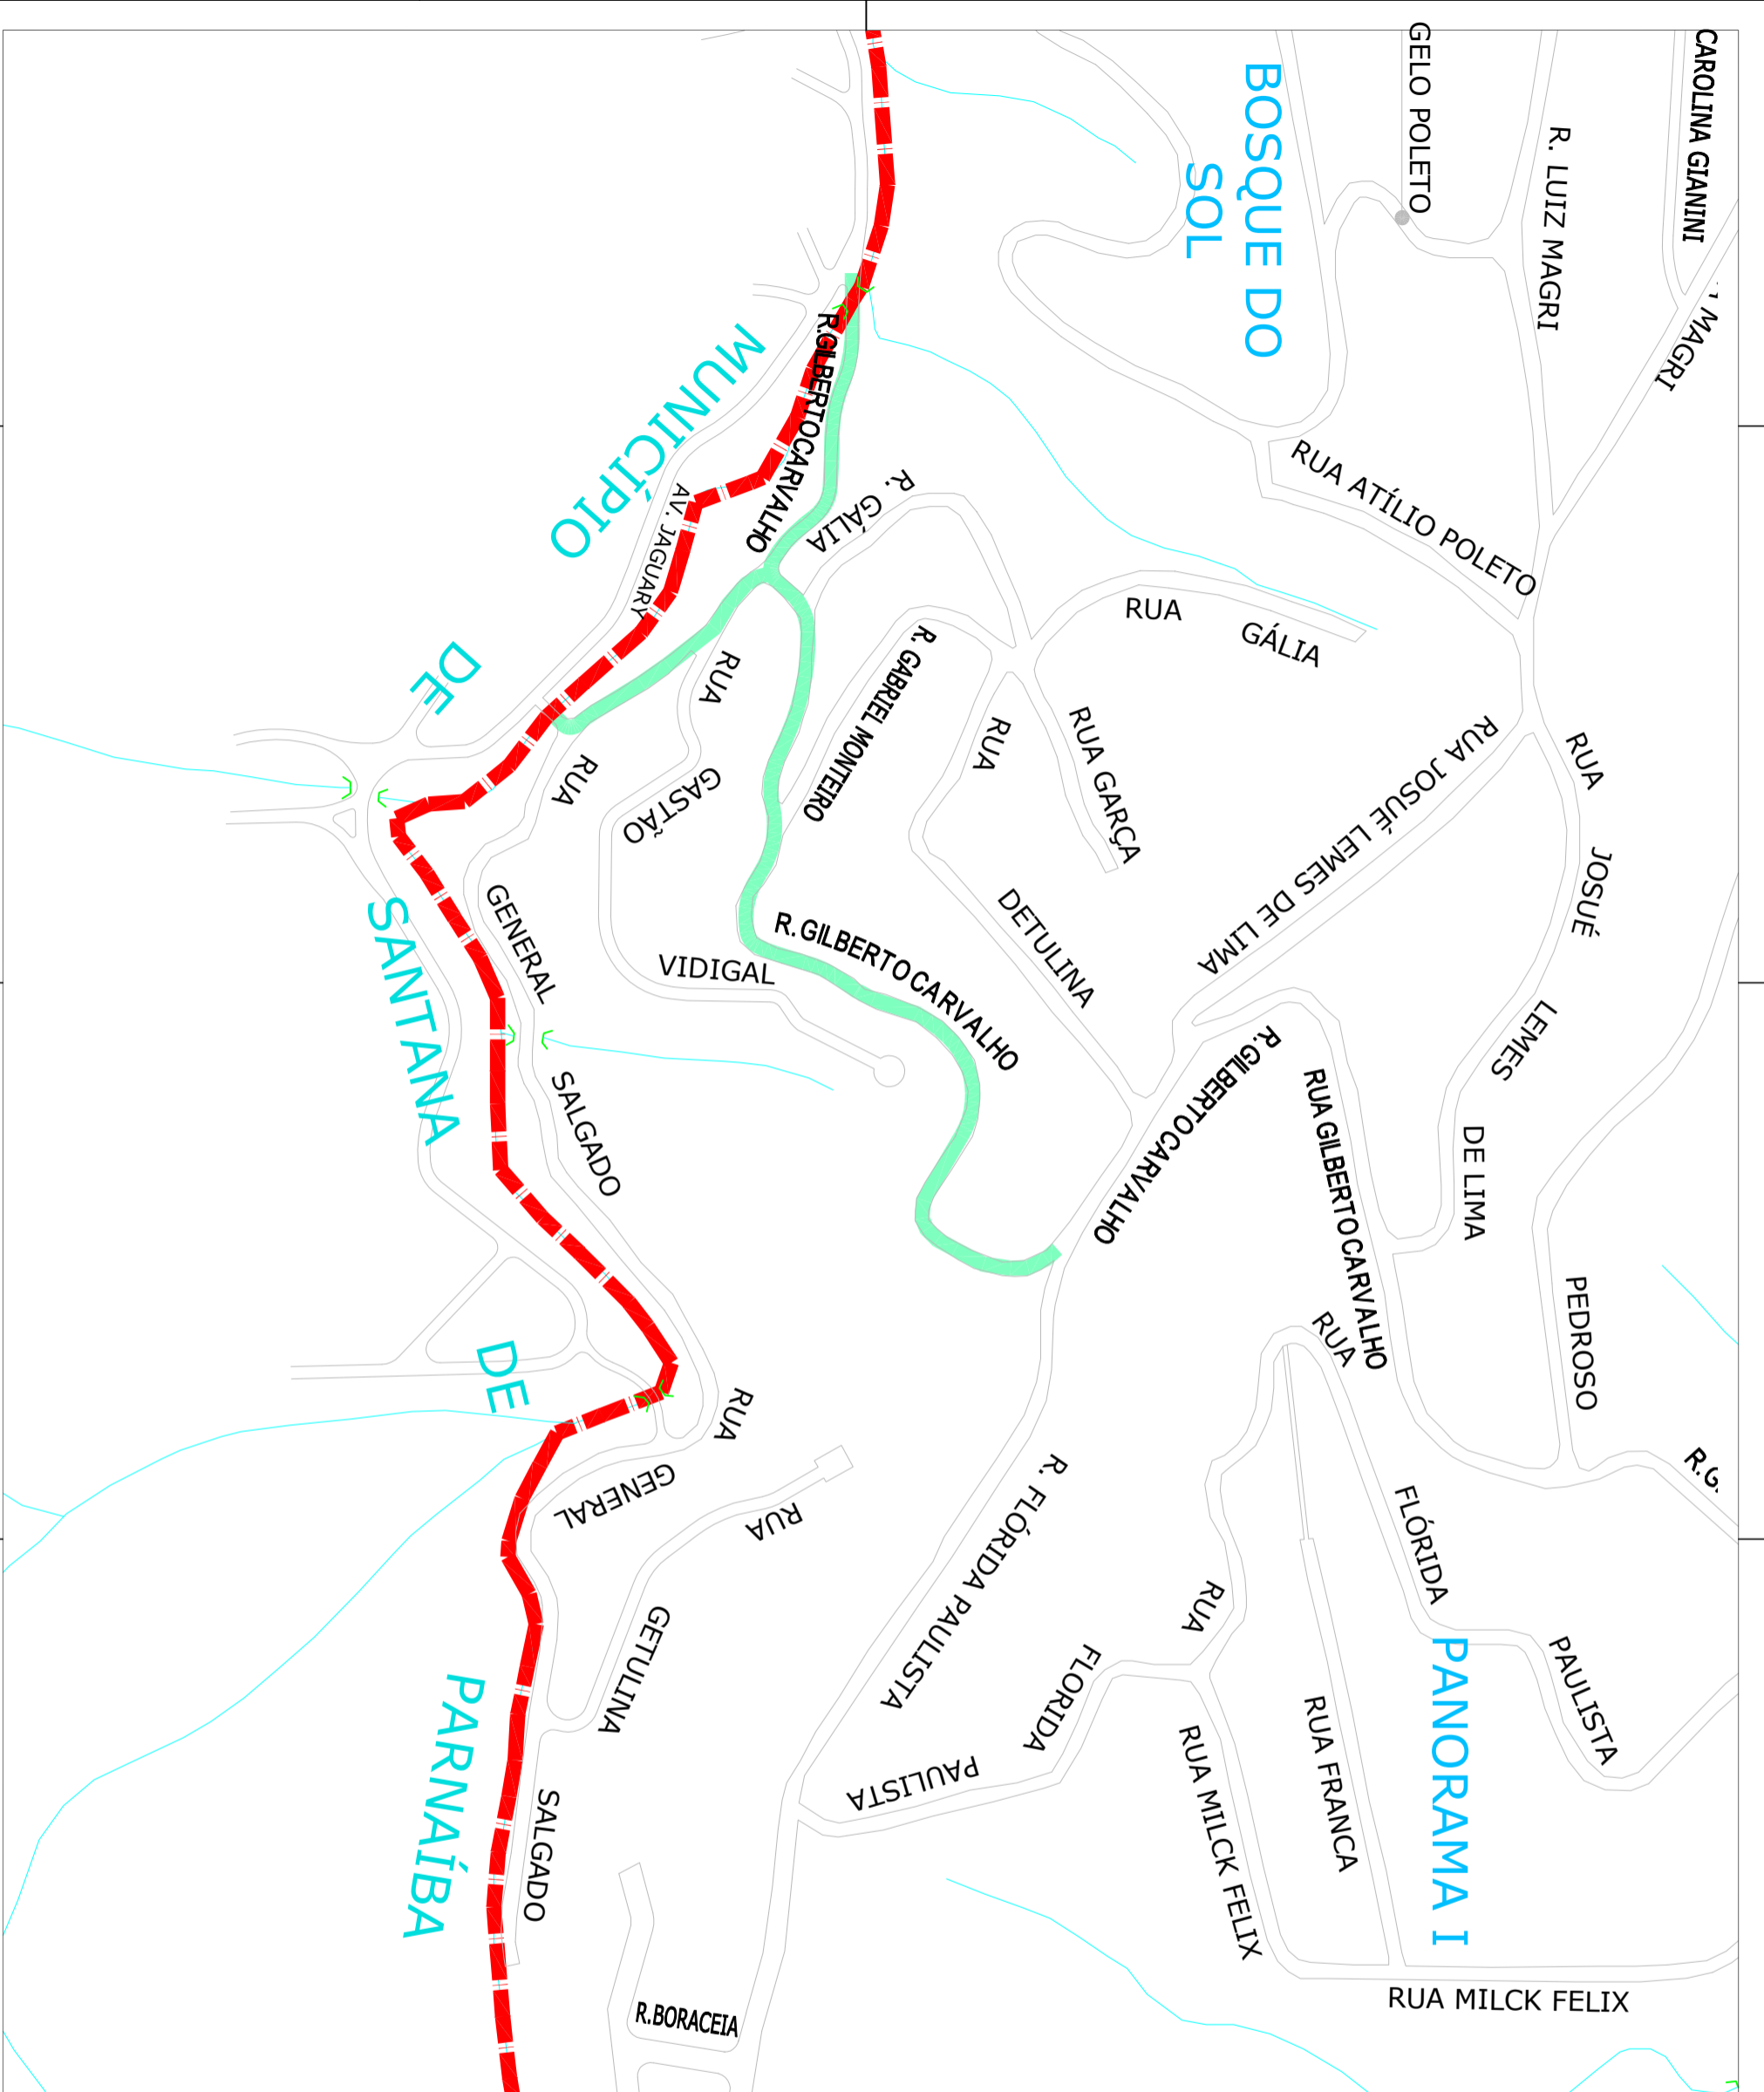 GELO POLETO
CAROLINA GIANINI
BOSQUE DO
SOL
R. LUIZ MAGRI
MAGRI
MUNICÍPIO
R.GILBERTO CARVALHO
AV. JAGUARY
R. GÁLIA
RUA ATÍLIO POLETO
RUA
GÁLIA
DE
RUA
GASTÃO
VIDIGAL
R. GABRIEL MONTEIRO
RUA
DETULINA
RUA GARÇA
RUA JOSUÉ LEMES DE LIMA
RUA
JOSUÉ
LEMES
DE LIMA
RUA
GENERAL
SALGADO
SANTANA
R. GILBERTO CARVALHO
R.GILBERTO CARVALHO
RUA GILBERTO CARVALHO
PEDROSO
DE
RUA
GENERAL
SALGADO
RUA
GETULINA
R. FLÓRIDA PAULISTA
RUA
FLÓRIDA
PAULISTA
RUA
FLORIDA
PAULISTA
PARNAÍBA
PANORAMA I
RUA FRANCA
RUA MILCK FELIX
RUA MILCK FELIX
R.BORACEIA